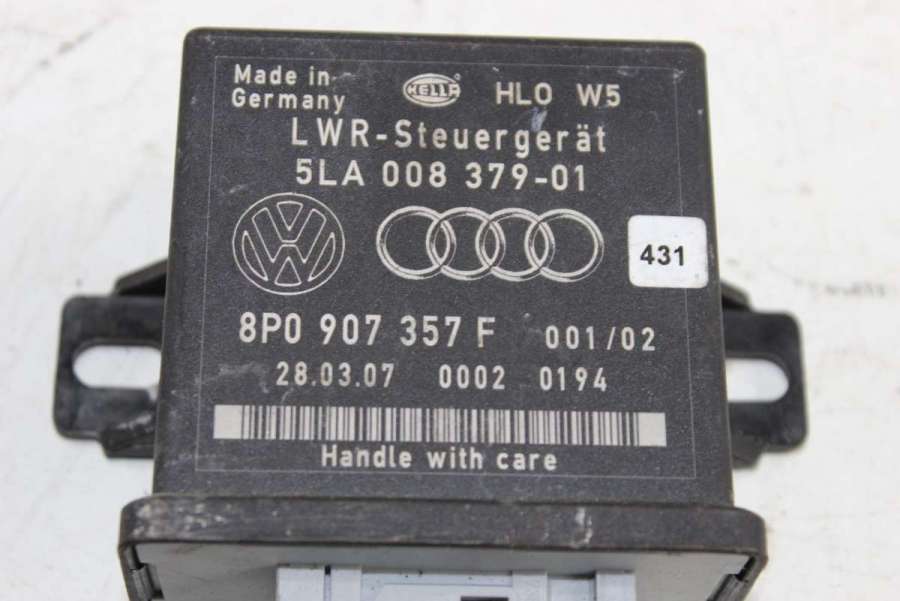 Made in
Germany
HELLA
HLO W5
LWR-Steuergerät
5LA 008 379-01
VW
431
8P0 907 357 F 001/02
28.03.07 0002 0194
Handle with care